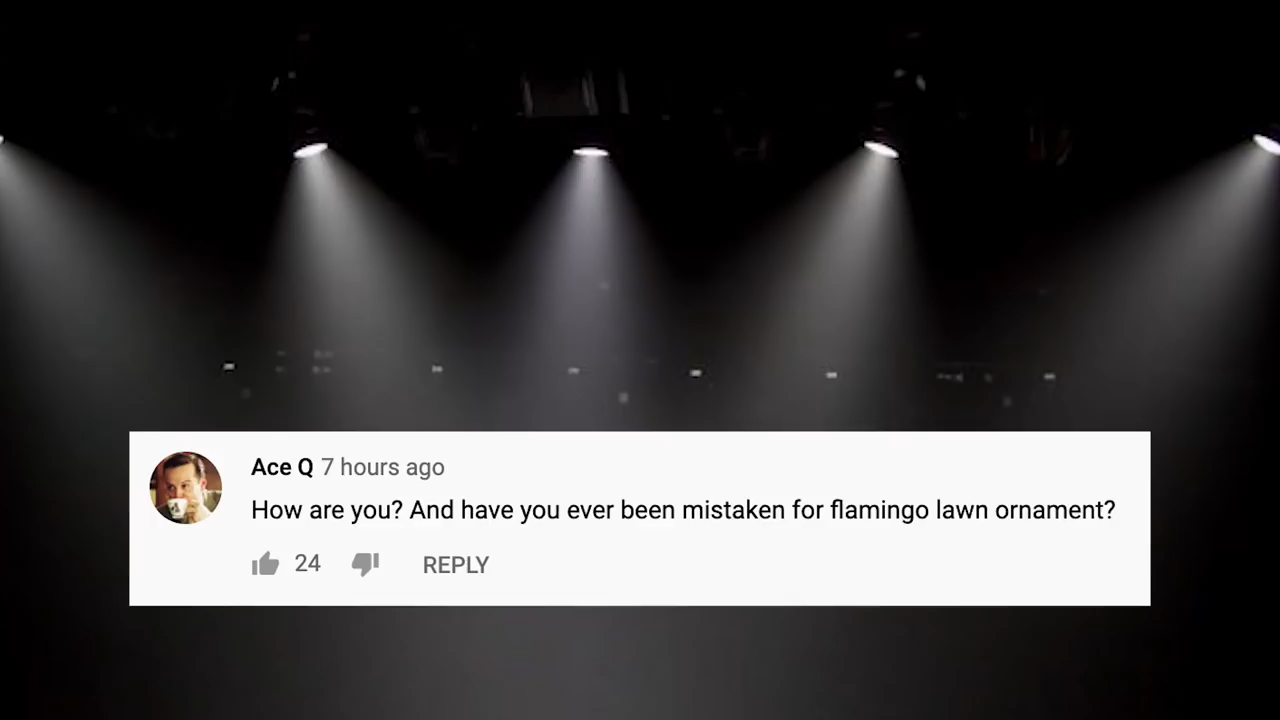 Ace Q 7 hours ago
How are you? And have you ever been mistaken for flamingo lawn ornament?
24 REPLY